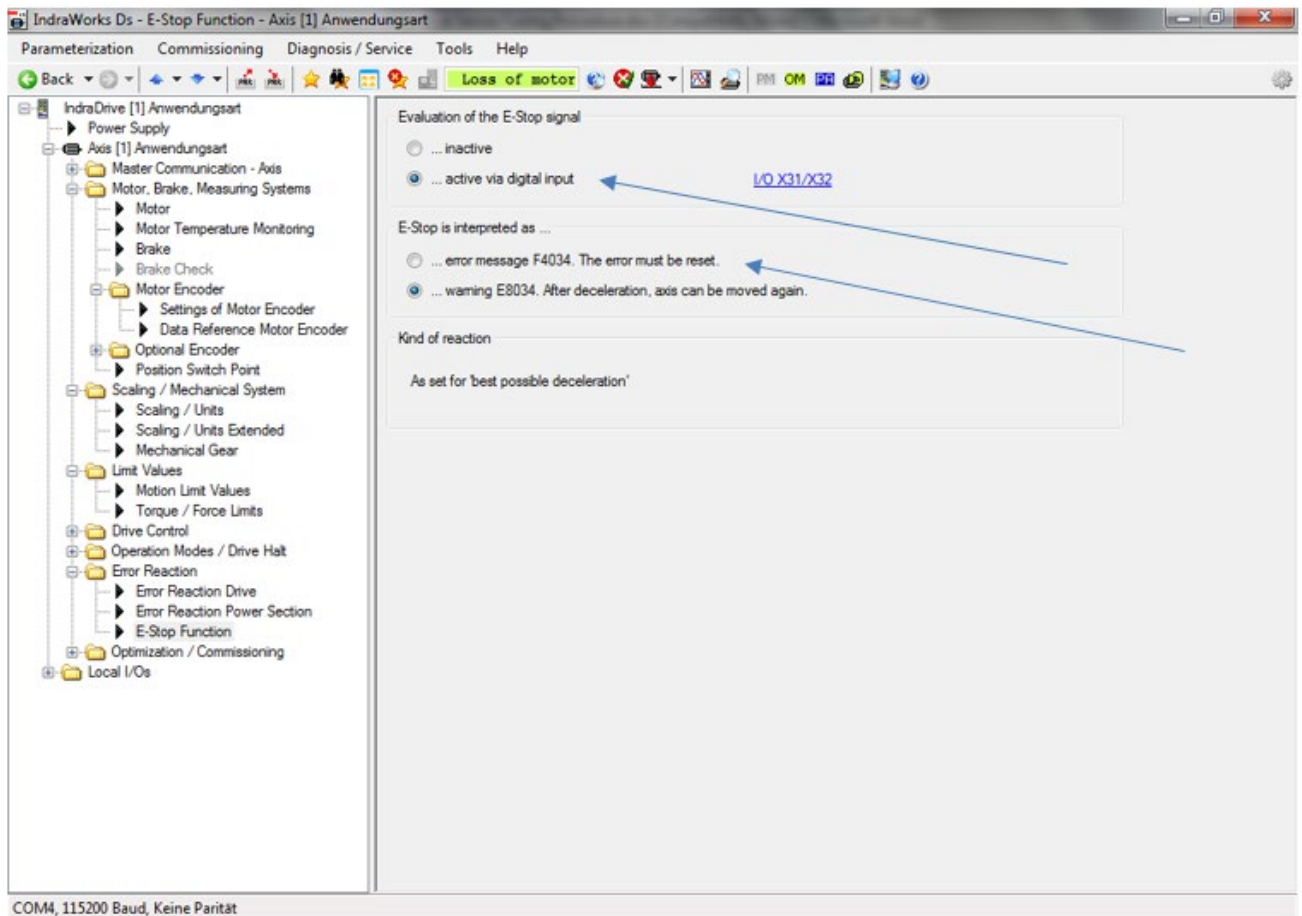 IndraWorks Ds - E-Stop Function - Axis [1] Anwendungsart
Parameterization Commissioning Diagnosis / Service Tools Help
Back Loss of motor PM OM
IndraDrive [1] Anwendungsart
Power Supply
Axis [1] Anwendungsart
Master Communication - Axis
Motor, Brake, Measuring Systems
Motor
Motor Temperature Monitoring
Brake
Brake Check
Motor Encoder
Settings of Motor Encoder
Data Reference Motor Encoder
Optional Encoder
Position Switch Point
Scaling / Mechanical System
Scaling / Units
Scaling / Units Extended
Mechanical Gear
Limit Values
Motion Limit Values
Torque / Force Limits
Drive Control
Operation Modes / Drive Halt
Error Reaction
Error Reaction Drive
Error Reaction Power Section
E-Stop Function
Optimization / Commissioning
Local I/Os
Evaluation of the E-Stop signal
... inactive
... active via digital input I/O X31/X32
E-Stop is interpreted as ...
... error message F4034. The error must be reset.
... warning E8034. After deceleration, axis can be moved again.
Kind of reaction
As set for 'best possible deceleration'
COM4, 115200 Baud, Keine Parität